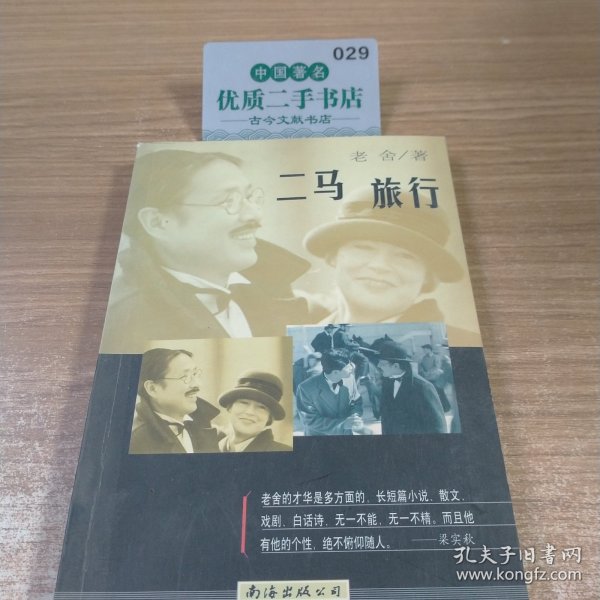 029
中国著名
优质二手书店
古今文献书店
老舍/著
二马 旅行
老舍的才华是多方面的，长短篇小说、散文、
戏剧、白话诗，无一不能，无一不精。而且他
有他的个性，绝不俯仰随人。 ——梁实秋
南海出版公司
孔夫子旧书网
www.kongfz.com